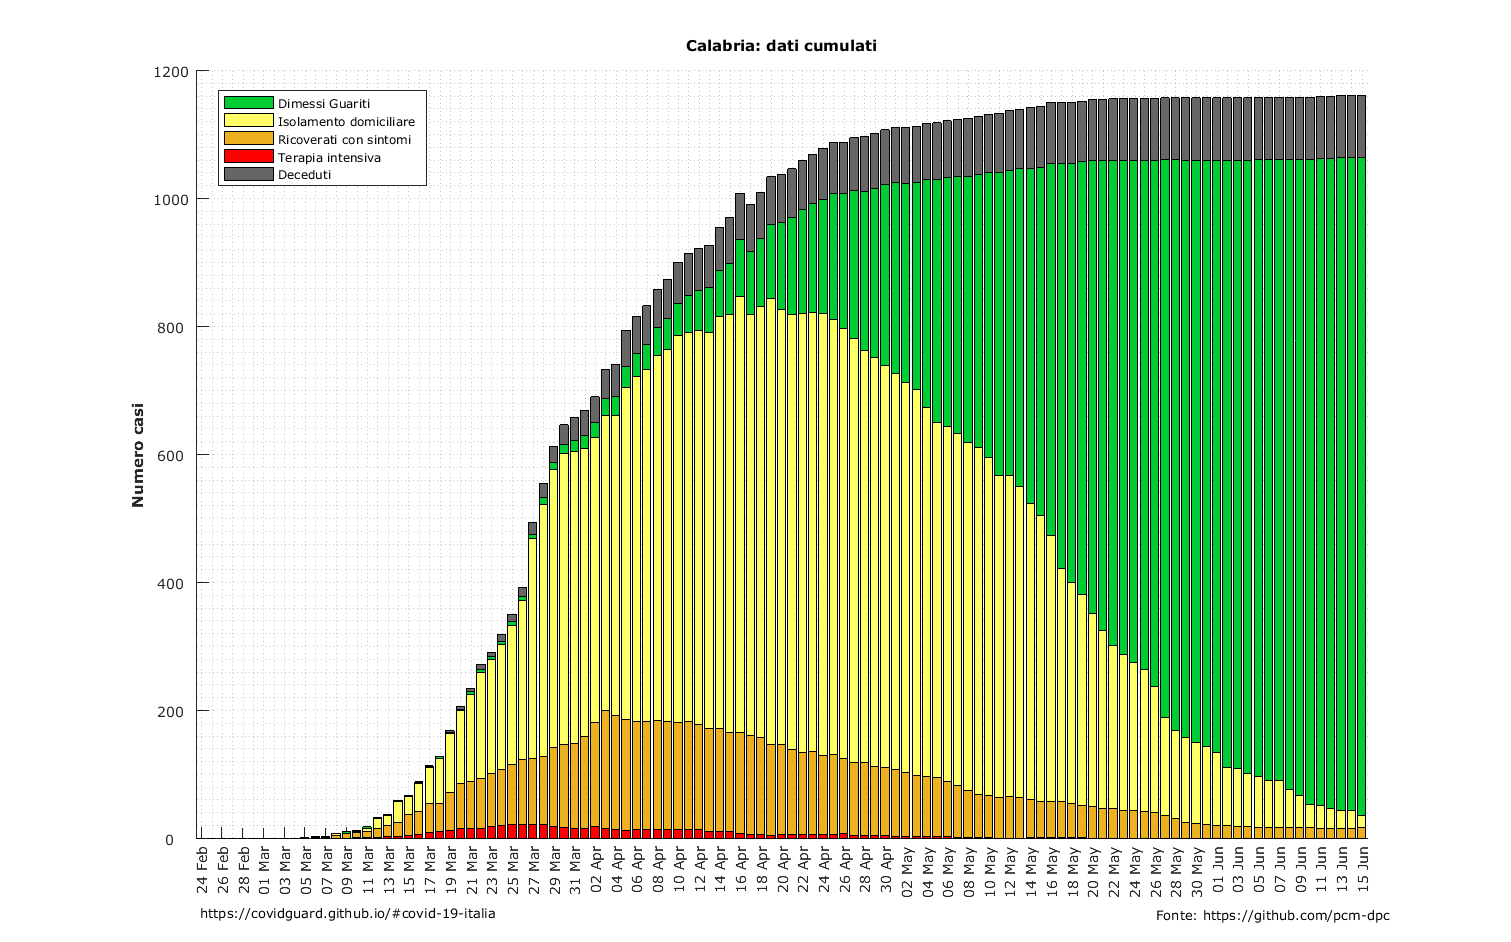 Calabria: dati cumulati
1200
1000
800
600
400
200
0
Numero casi
Dimessi Guariti
Isolamento domiciliare
Ricoverati con sintomi
Terapia intensiva
Deceduti
24 Feb
26 Feb
28 Feb
01 Mar
03 Mar
05 Mar
07 Mar
09 Mar
11 Mar
13 Mar
15 Mar
17 Mar
19 Mar
21 Mar
23 Mar
25 Mar
27 Mar
29 Mar
31 Mar
02 Apr
04 Apr
06 Apr
08 Apr
10 Apr
12 Apr
14 Apr
16 Apr
18 Apr
20 Apr
22 Apr
24 Apr
26 Apr
28 Apr
30 Apr
02 May
04 May
06 May
08 May
10 May
12 May
14 May
16 May
18 May
20 May
22 May
24 May
26 May
28 May
30 May
01 Jun
03 Jun
05 Jun
07 Jun
09 Jun
11 Jun
13 Jun
15 Jun
https://covidguard.github.io/#covid-19-italia
Fonte: https://github.com/pcm-dpc